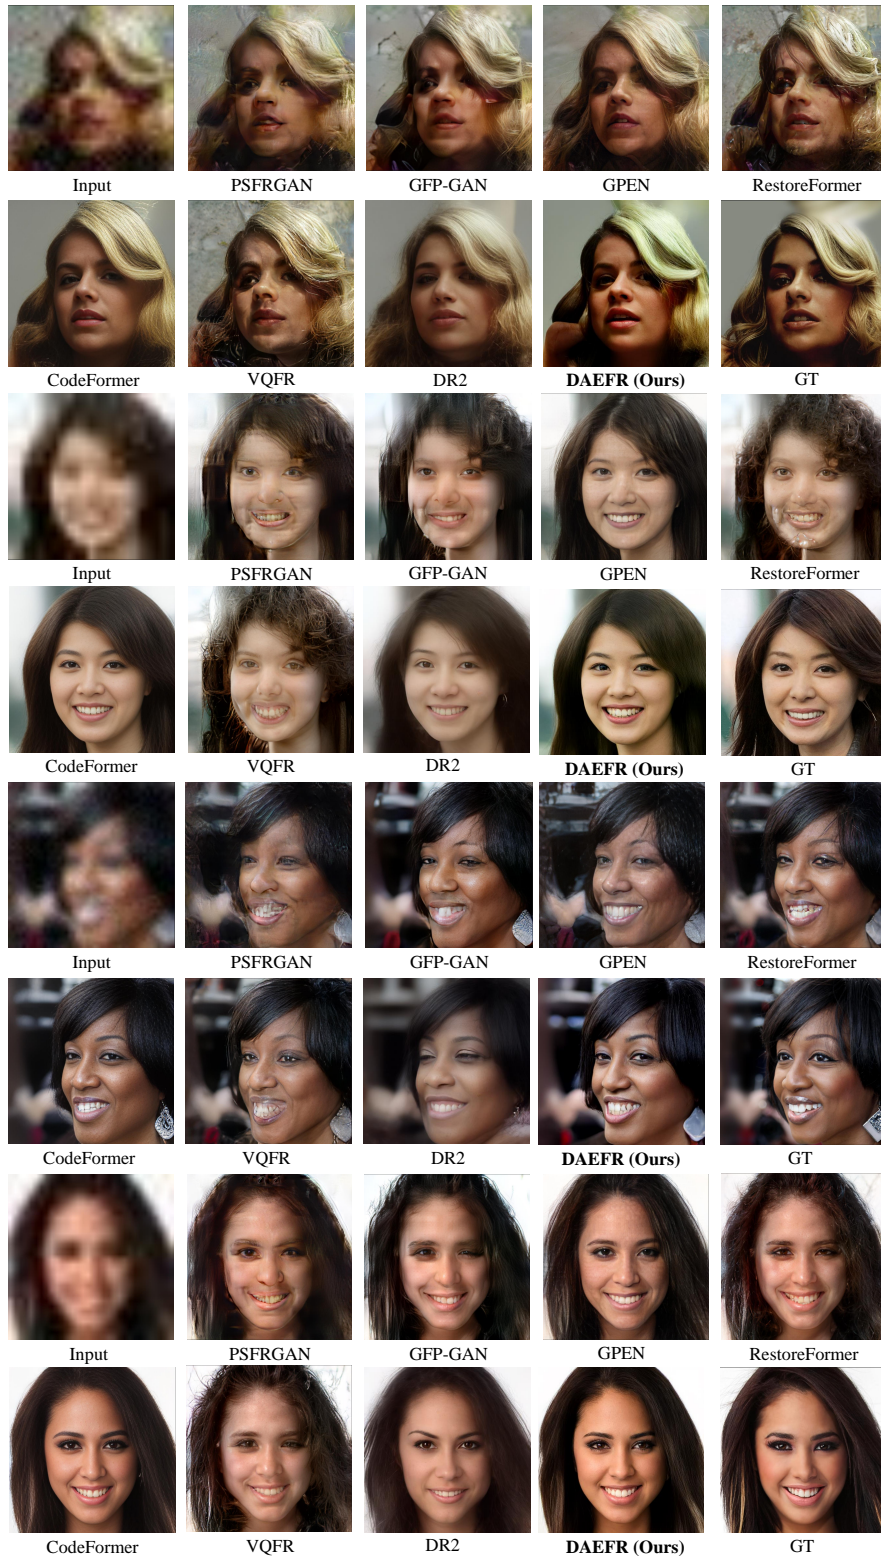 Input PSFRGAN GFP-GAN GPEN RestoreFormer
CodeFormer VQFR DR2 DAEFR (Ours) GT
Input PSFRGAN GFP-GAN GPEN RestoreFormer
CodeFormer VQFR DR2 DAEFR (Ours) GT
Input PSFRGAN GFP-GAN GPEN RestoreFormer
CodeFormer VQFR DR2 DAEFR (Ours) GT
Input PSFRGAN GFP-GAN GPEN RestoreFormer
CodeFormer VQFR DR2 DAEFR (Ours) GT